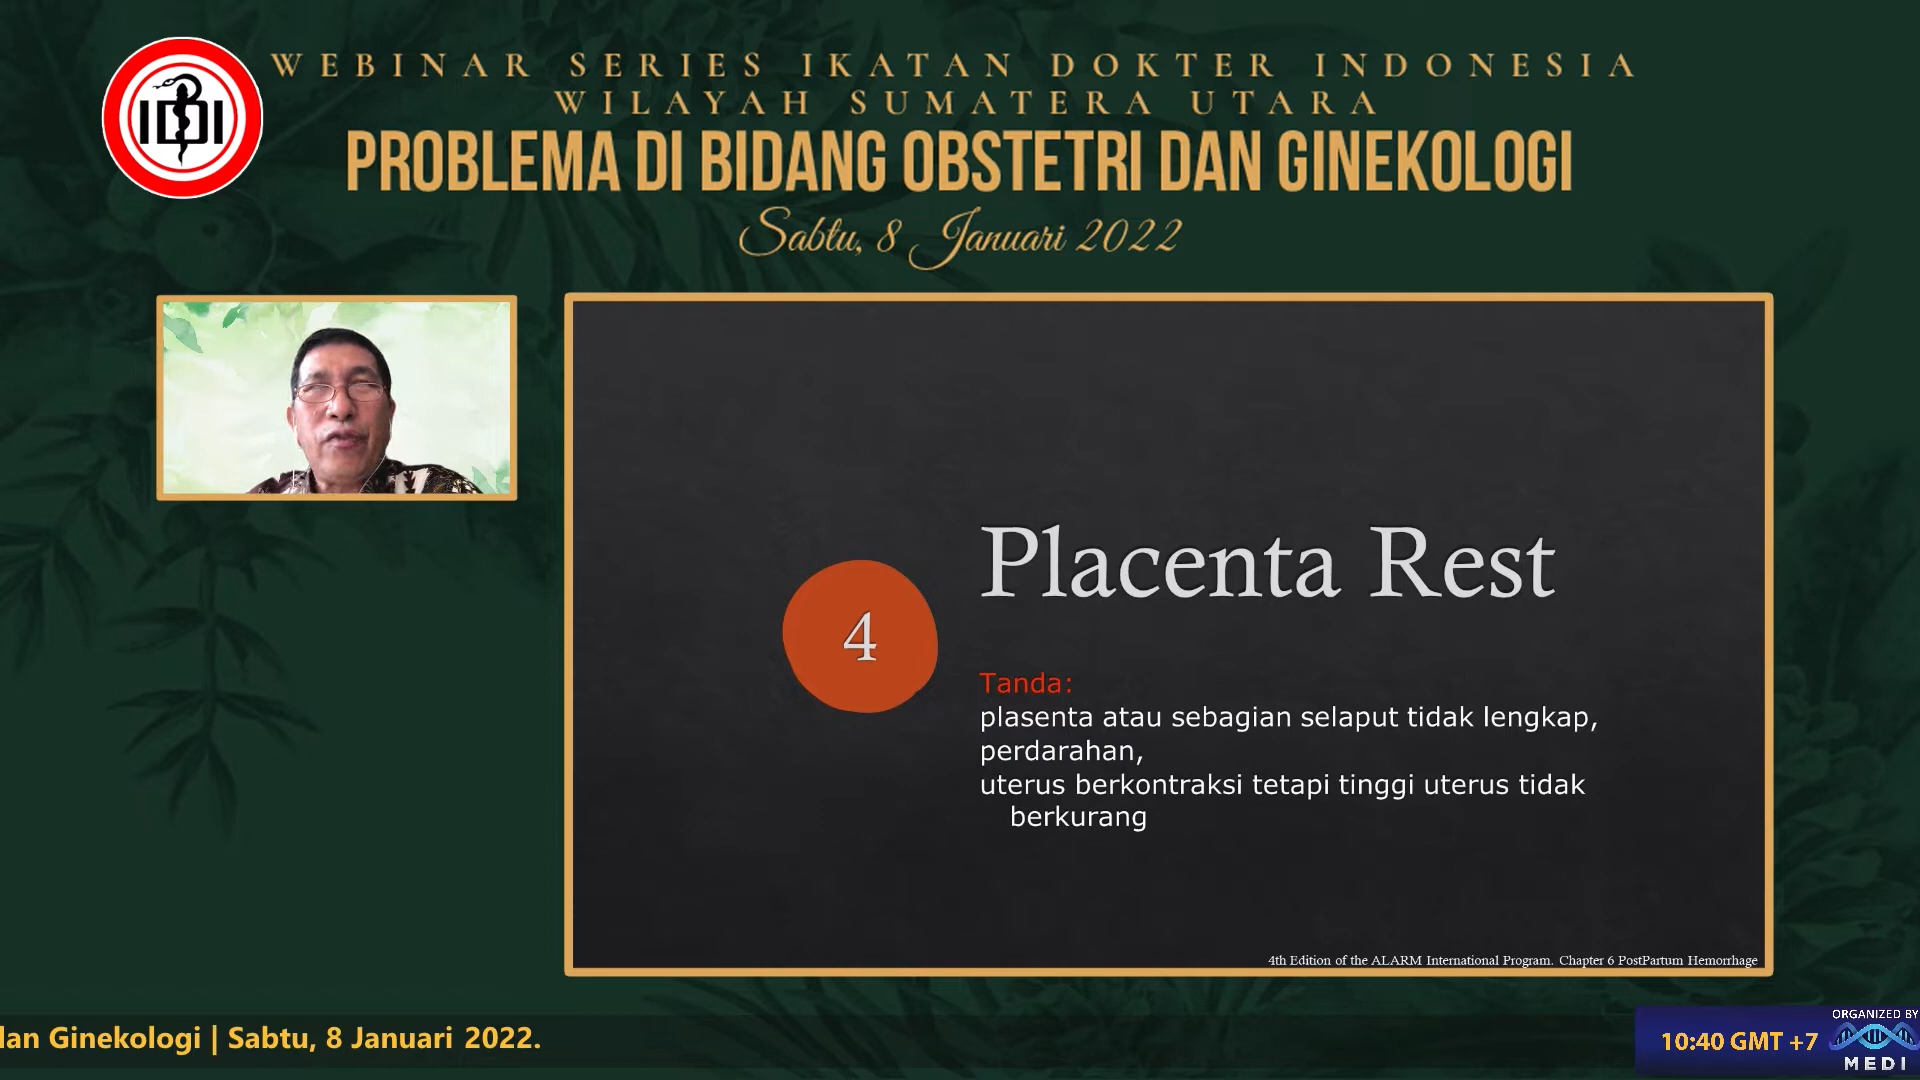 IDI
WEBINAR SERIES IKATAN DOKTER INDONESIA
WILAYAH SUMATERA UTARA
PROBLEMA DI BIDANG OBSTETRI DAN GINEKOLOGI
Sabtu, 8 Januari 2022
Placenta Rest
4
Tanda:
plasenta atau sebagian selaput tidak lengkap,
perdarahan,
uterus berkontraksi tetapi tinggi uterus tidak
berkurang
4th Edition of the ALARM International Program. Chapter 6 PostPartum Hemorrhage
dan Ginekologi | Sabtu, 8 Januari 2022.
10:40 GMT +7
ORGANIZED BY
MEDI